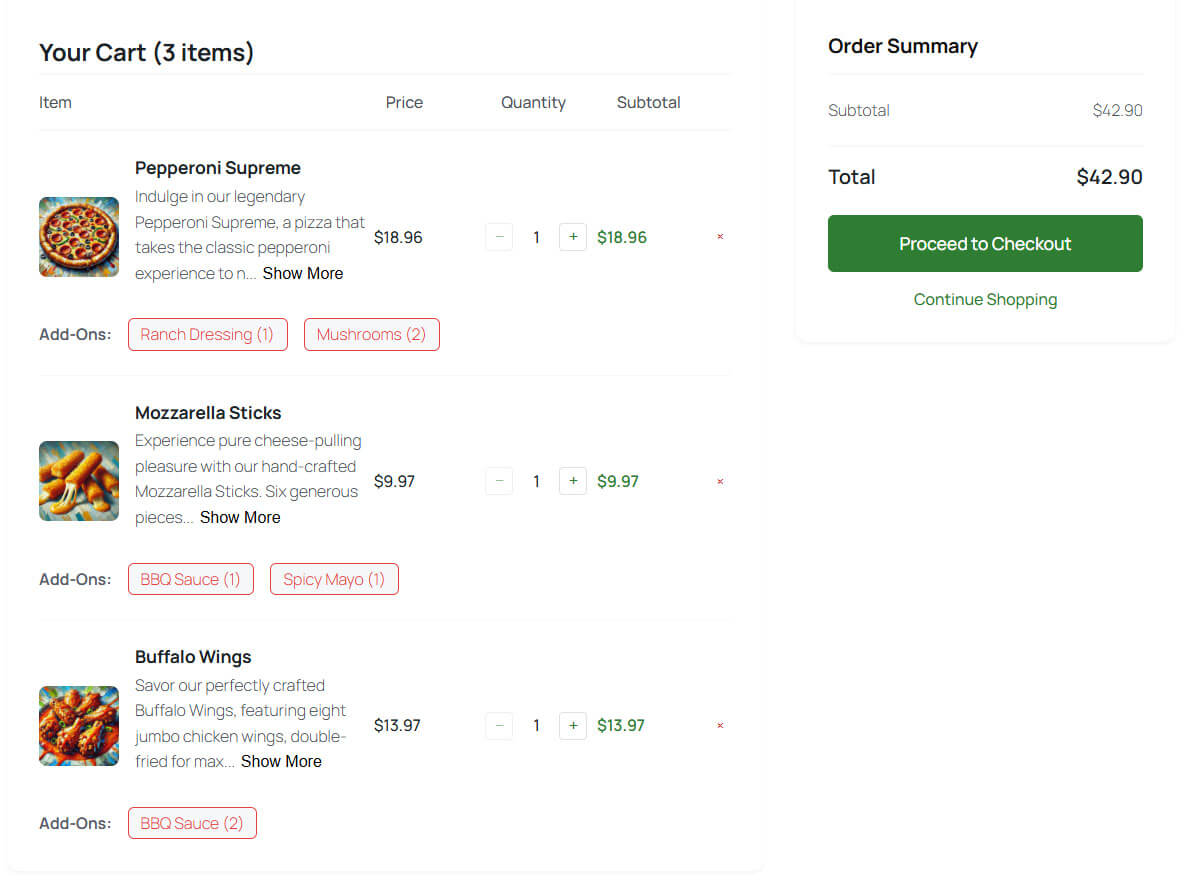 Your Cart (3 items)
Item Price Quantity Subtotal
Pepperoni Supreme
Indulge in our legendary
Pepperoni Supreme, a pizza that
takes the classic pepperoni
experience to n... Show More
$18.96 − 1 + $18.96 ×
Add-Ons: Ranch Dressing (1) Mushrooms (2)
Mozzarella Sticks
Experience pure cheese-pulling
pleasure with our hand-crafted
Mozzarella Sticks. Six generous
pieces... Show More
$9.97 − 1 + $9.97 ×
Add-Ons: BBQ Sauce (1) Spicy Mayo (1)
Buffalo Wings
Savor our perfectly crafted
Buffalo Wings, featuring eight
jumbo chicken wings, double-
fried for max... Show More
$13.97 − 1 + $13.97 ×
Add-Ons: BBQ Sauce (2)
Order Summary
Subtotal $42.90
Total $42.90
Proceed to Checkout
Continue Shopping